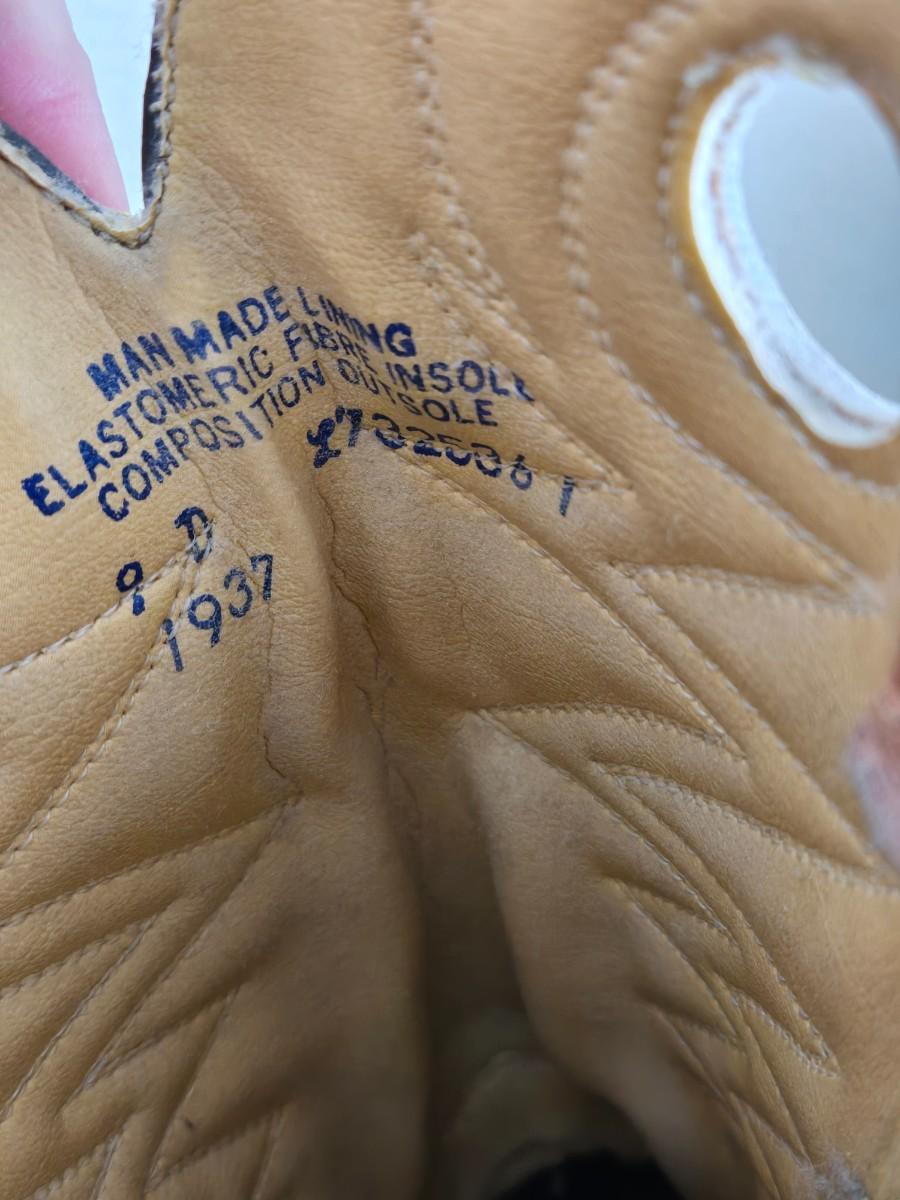 MAN MADE LINING
ELASTOMERIC FIBRE INSOLE
COMPOSITION OUTSOLE
9 D
1937